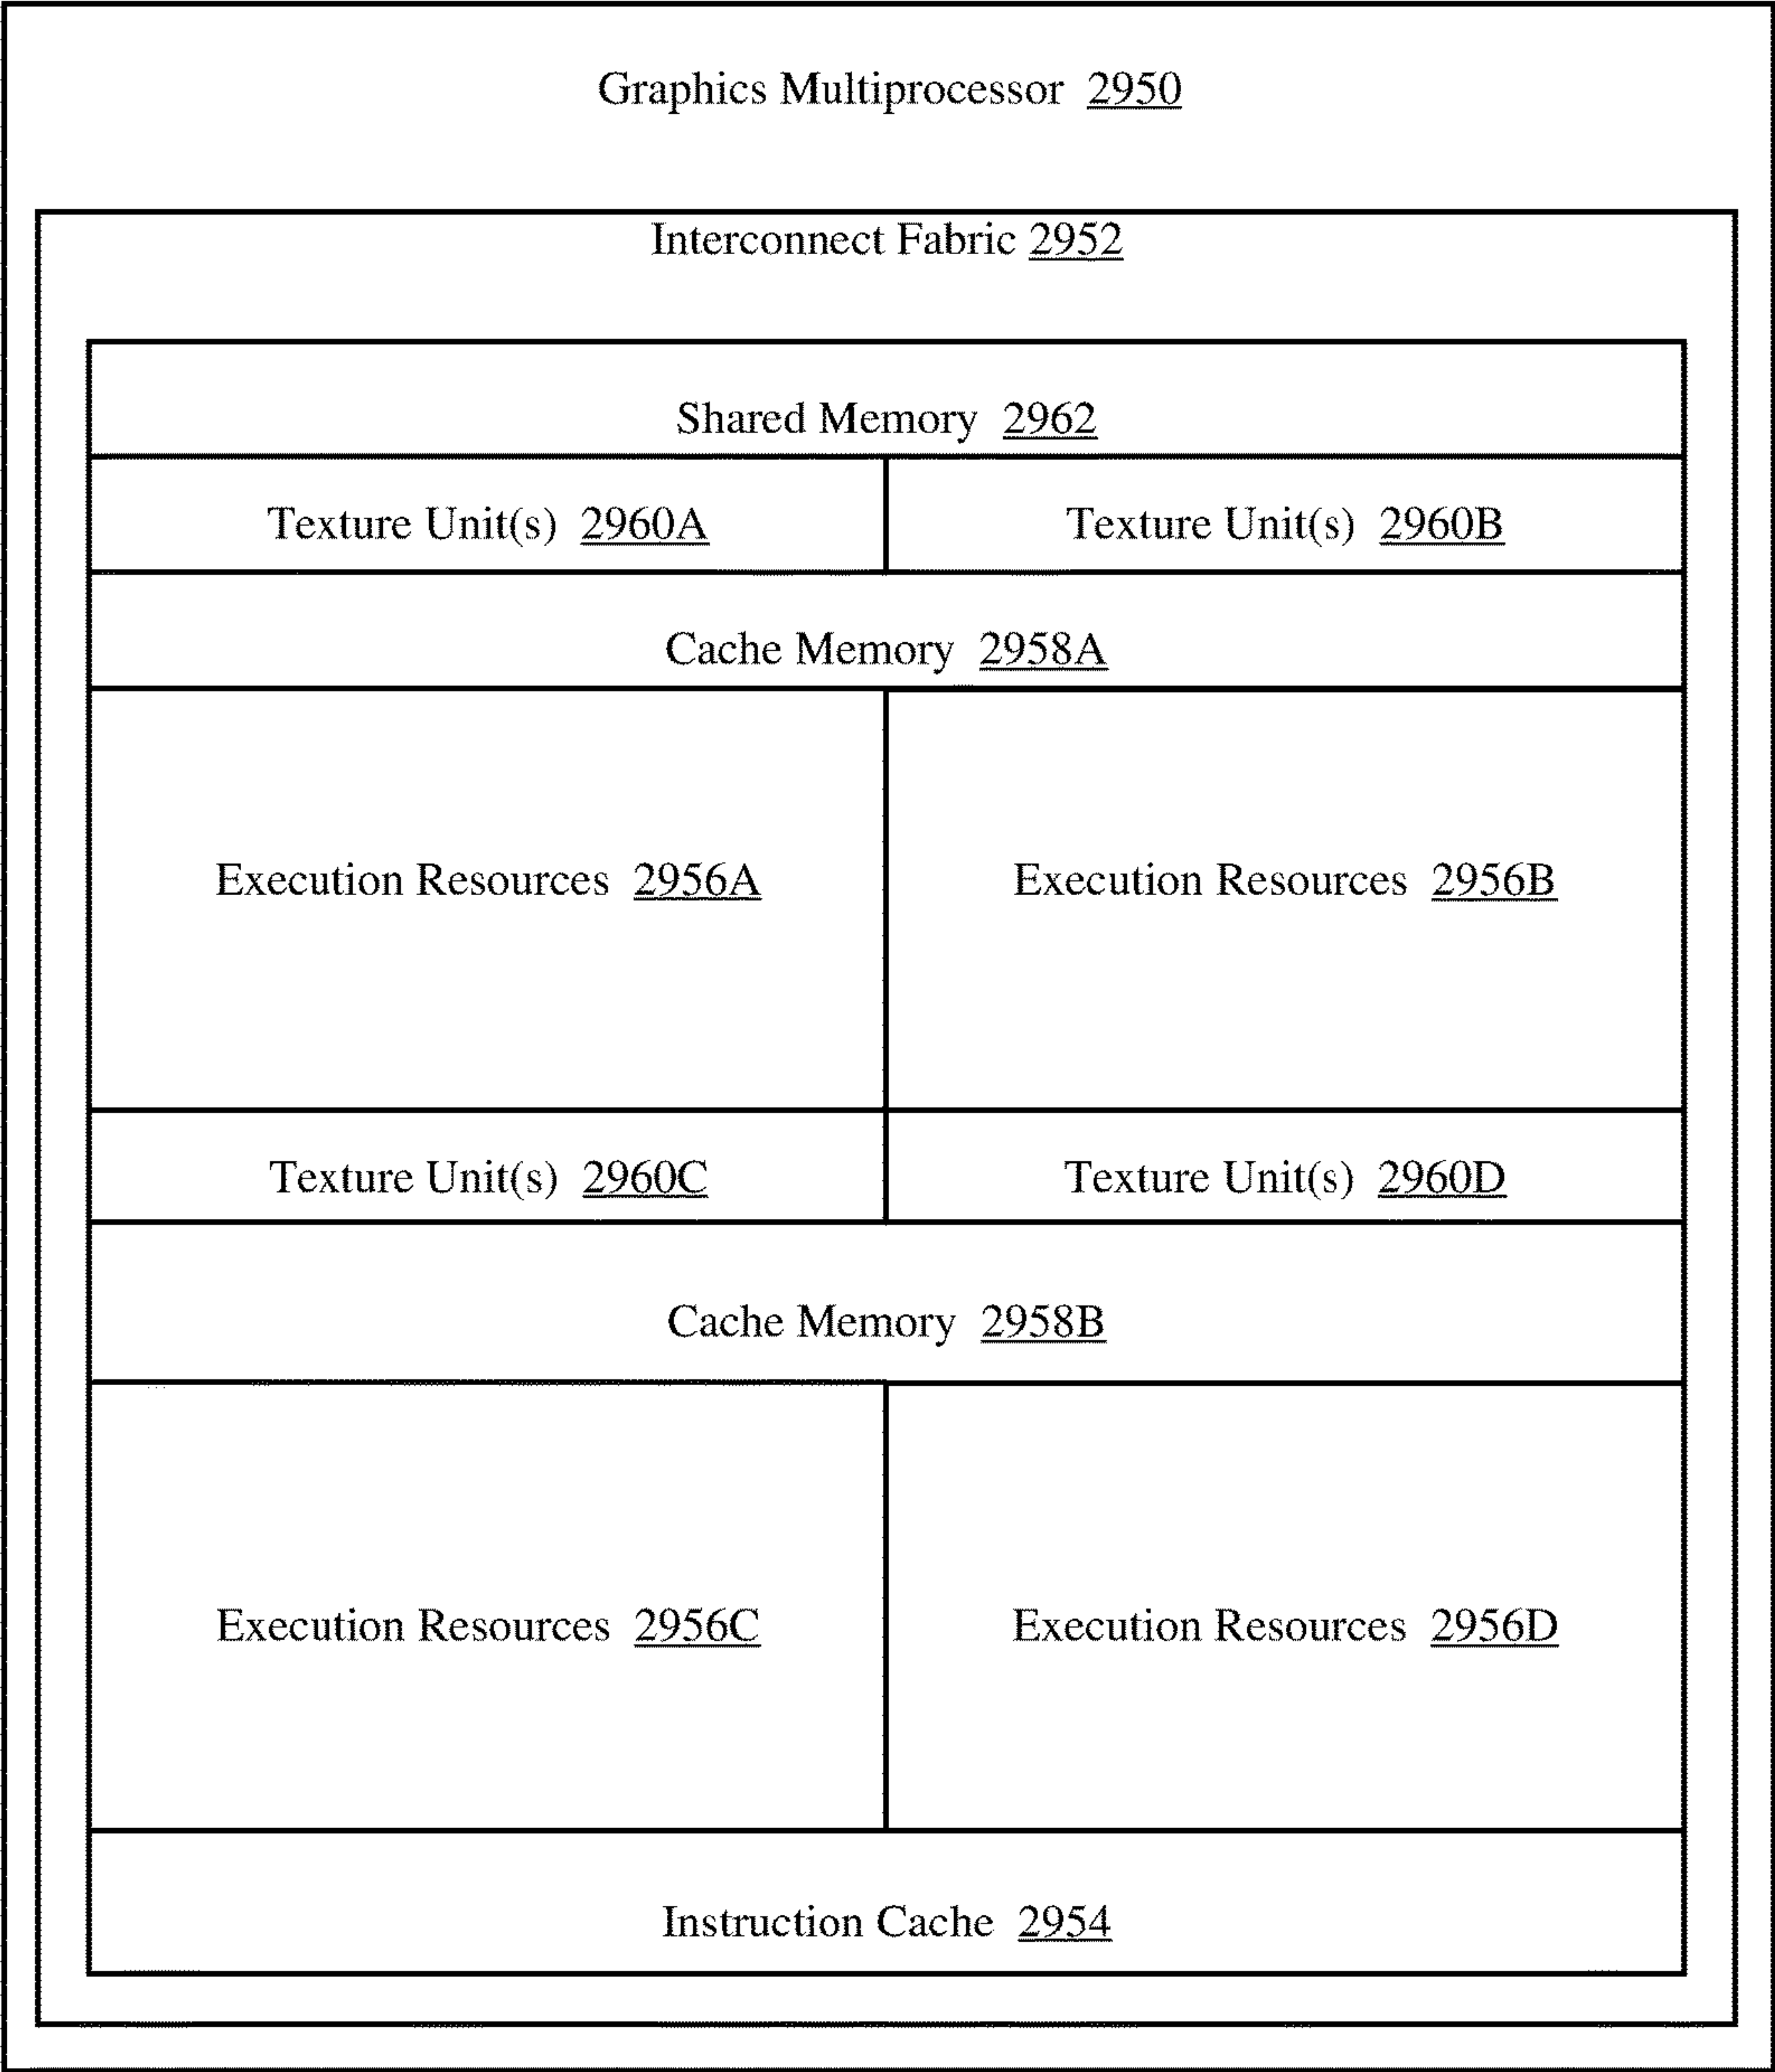 Graphics Multiprocessor 2950
Interconnect Fabric 2952
Shared Memory 2962
Texture Unit(s) 2960A
Texture Unit(s) 2960B
Cache Memory 2958A
Execution Resources 2956A
Execution Resources 2956B
Texture Unit(s) 2960C
Texture Unit(s) 2960D
Cache Memory 2958B
Execution Resources 2956C
Execution Resources 2956D
Instruction Cache 2954